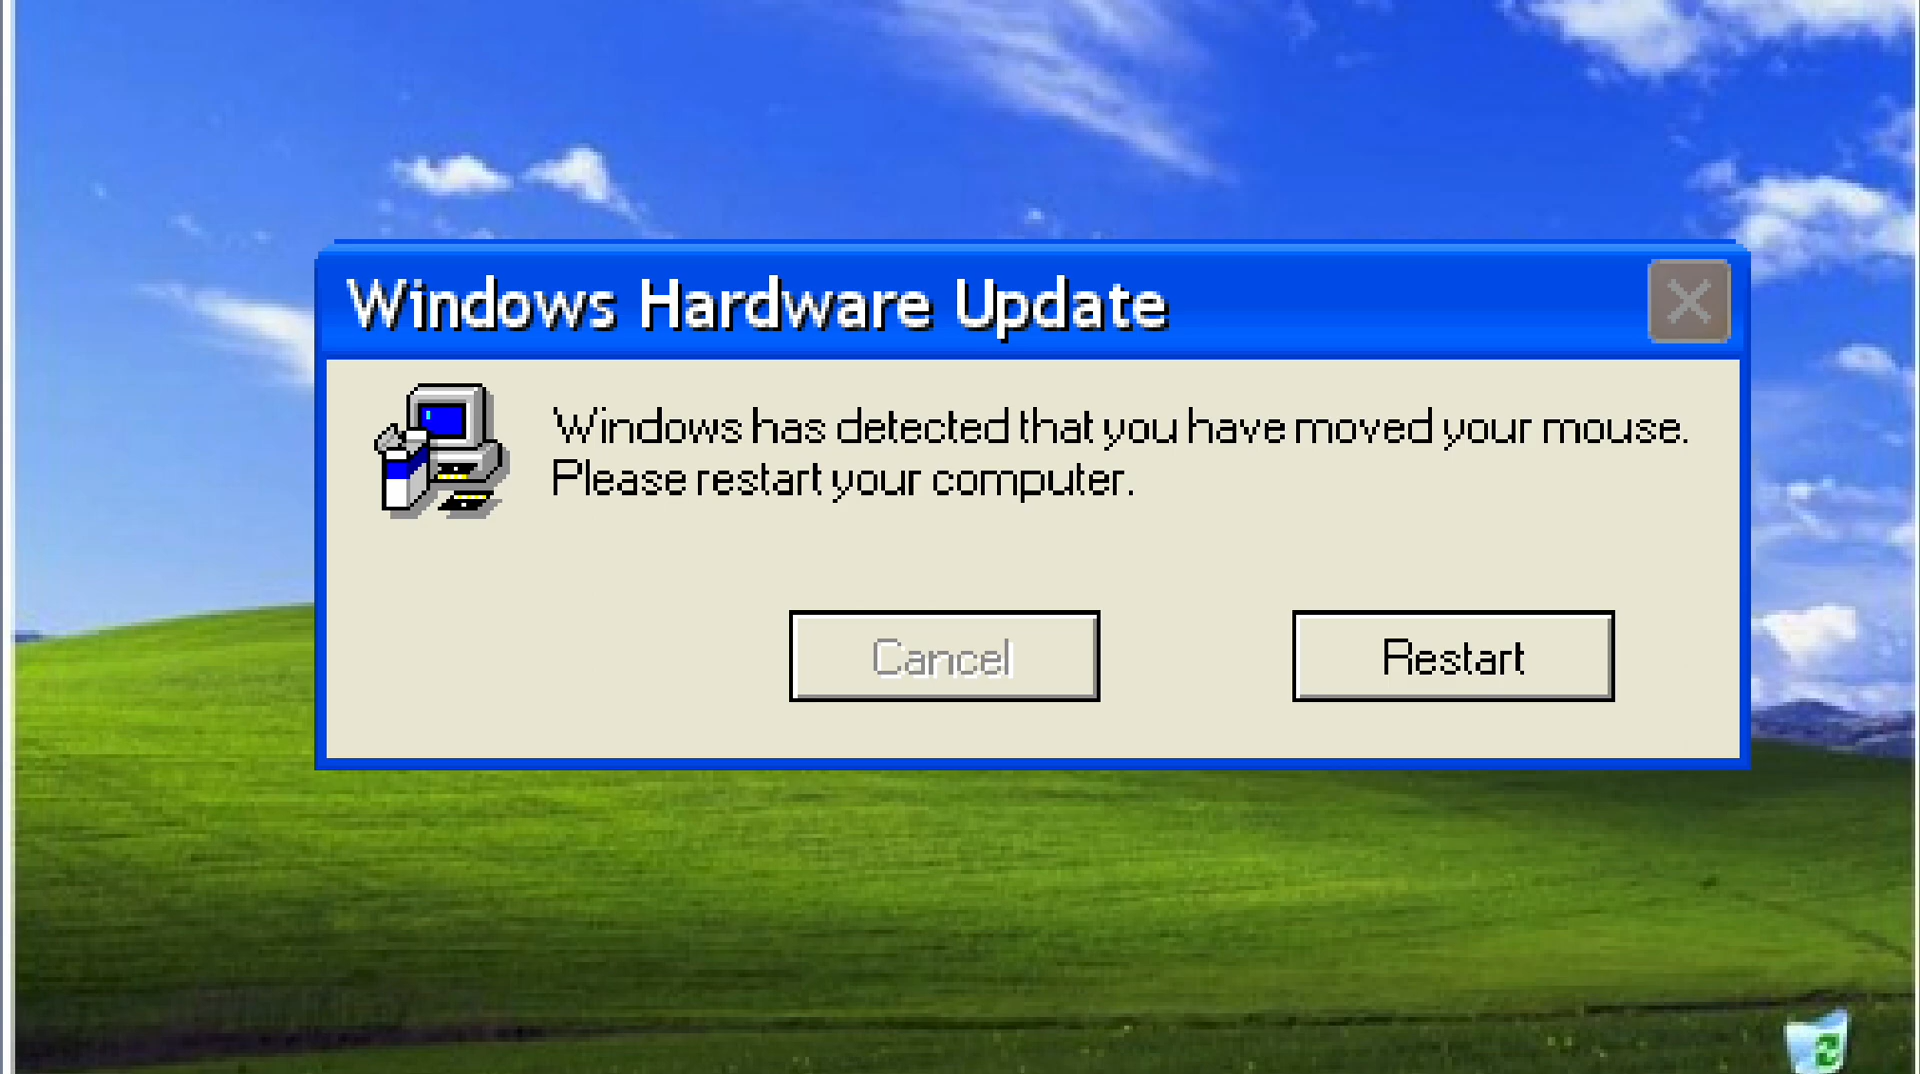 Windows Hardware Update
Windows has detected that you have moved your mouse.
Please restart your computer.
Cancel
Restart